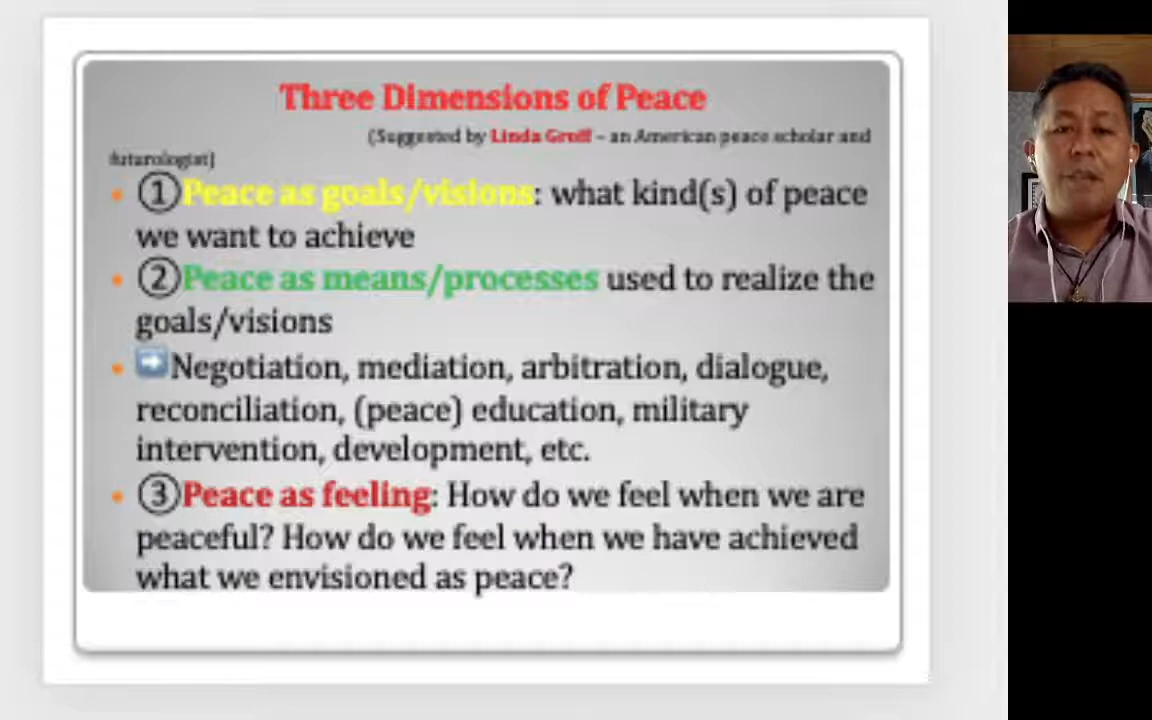 Three Dimensions of Peace
(Suggested by Linda Groff – an American peace scholar and
futurologist)
• ①Peace as goals/visions: what kind(s) of peace
we want to achieve
• ②Peace as means/processes used to realize the
goals/visions
• ➡Negotiation, mediation, arbitration, dialogue,
reconciliation, (peace) education, military
intervention, development, etc.
• ③Peace as feeling: How do we feel when we are
peaceful? How do we feel when we have achieved
what we envisioned as peace?